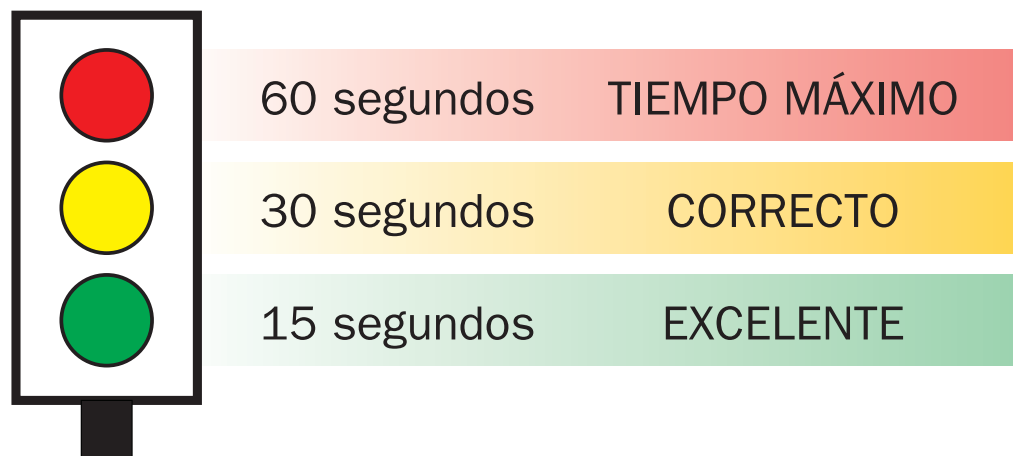 60 segundos TIEMPO MÁXIMO
30 segundos CORRECTO
15 segundos EXCELENTE